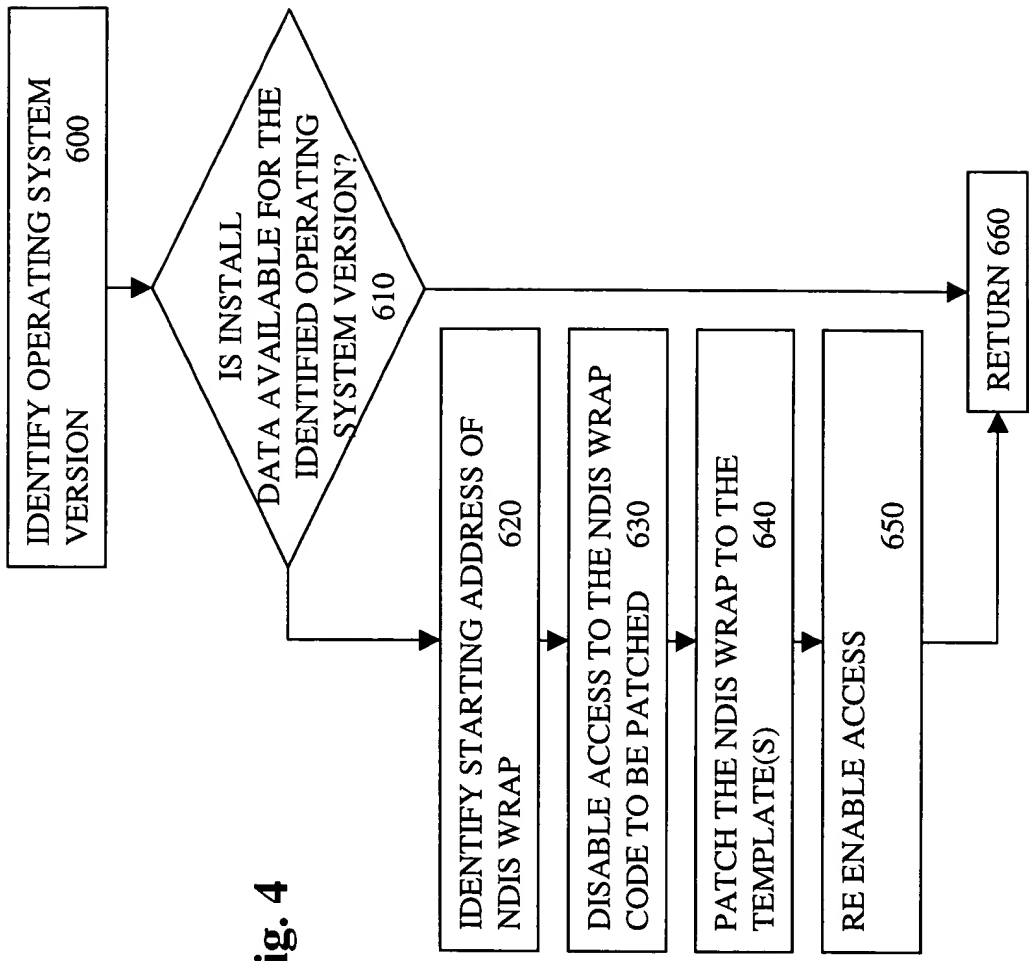 IDENTIFY OPERATING SYSTEM
VERSION 600
IS INSTALL
DATA AVAILABLE FOR THE
IDENTIFIED OPERATING
SYSTEM VERSION?
610
IDENTIFY STARTING ADDRESS OF
NDIS WRAP 620
DISABLE ACCESS TO THE NDIS WRAP
CODE TO BE PATCHED 630
PATCH THE NDIS WRAP TO THE
TEMPLATE(S) 640
RE ENABLE ACCESS
650
RETURN 660
ig. 4